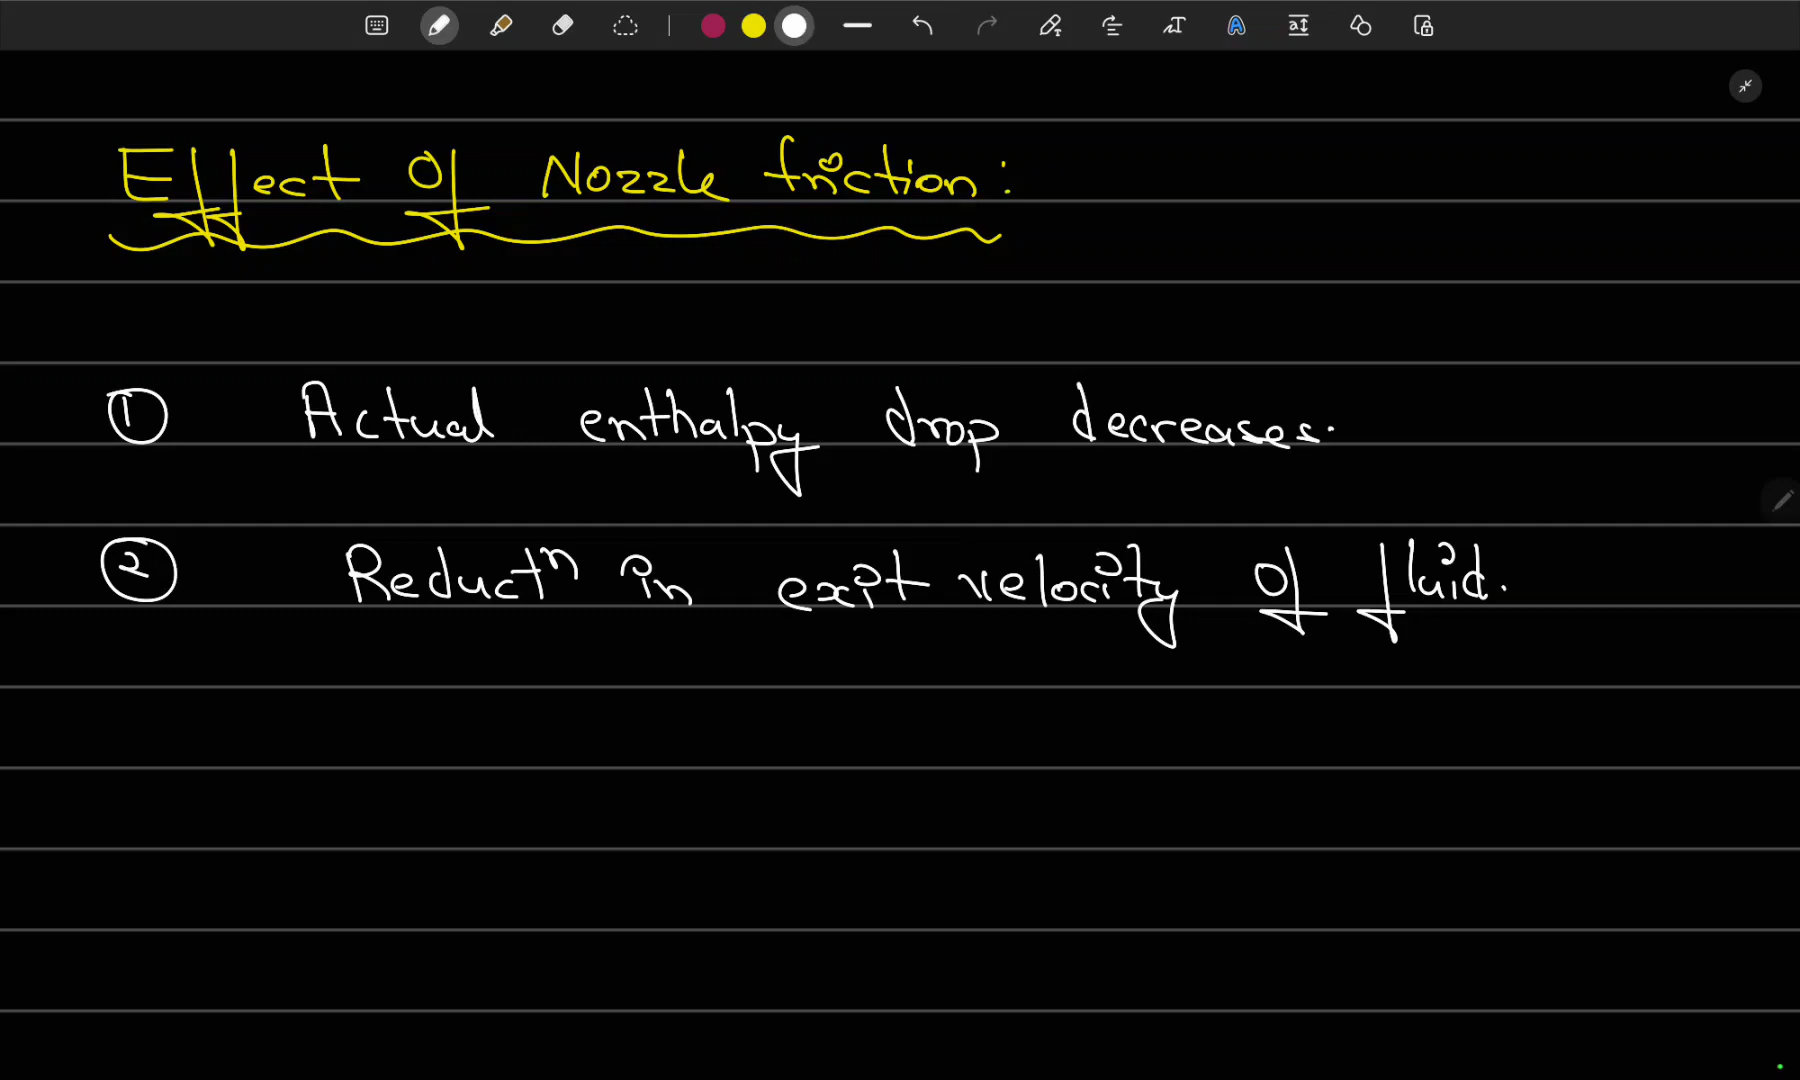 Effect of Nozzle friction:
① Actual enthalpy drop decreases.
② Reductⁿ in exit velocity of fluid.